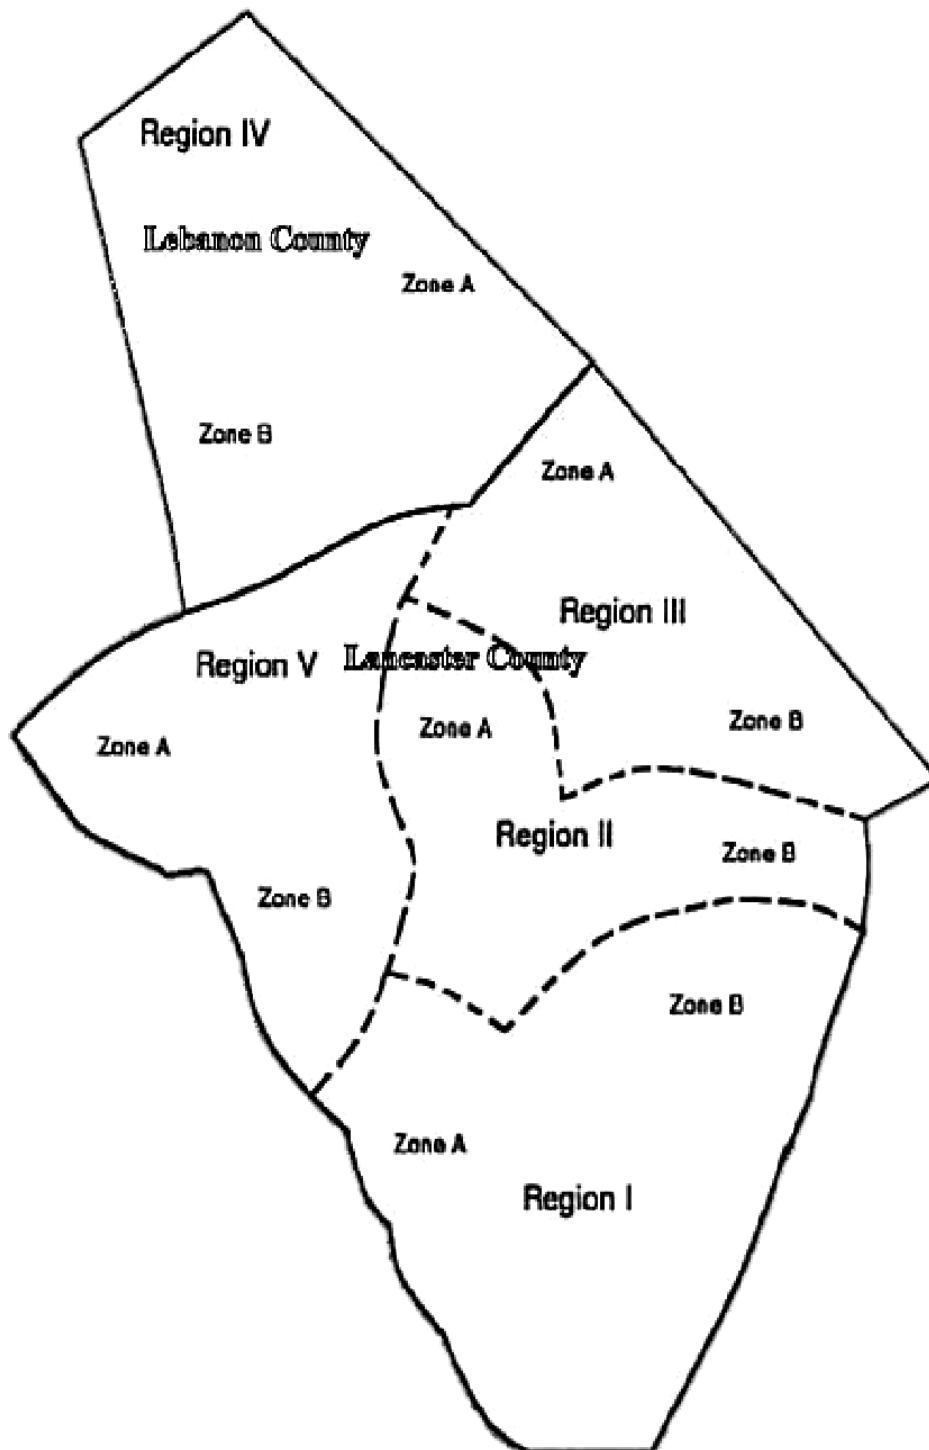 Region IV
Lebanon County
Zone A
Zone B
Zone A
Region III
Region V
Lancaster County
Zone B
Zone A
Zone A
Region II
Zone B
Zone B
Zone B
Zone A
Region I